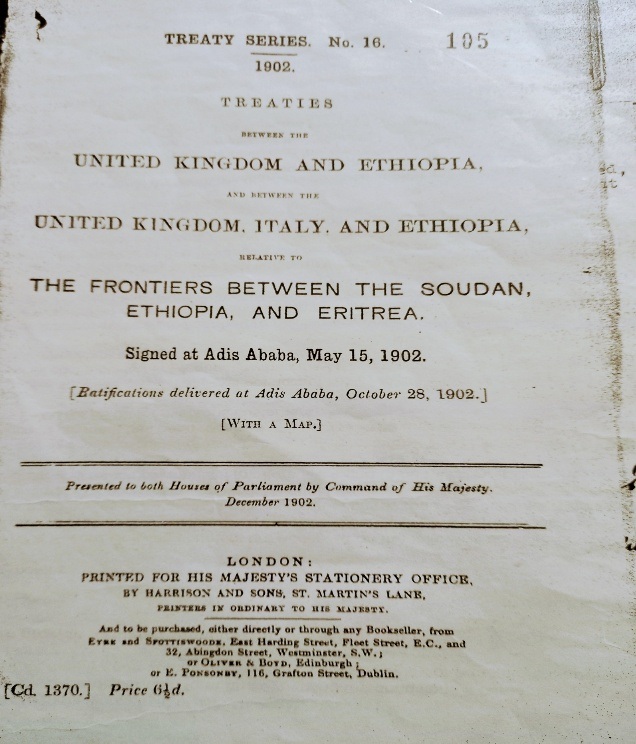 TREATY SERIES. No. 16. 195
1902.
TREATIES
BETWEEN THE
UNITED KINGDOM AND ETHIOPIA,
AND BETWEEN THE
UNITED KINGDOM, ITALY, AND ETHIOPIA,
RELATIVE TO
THE FRONTIERS BETWEEN THE SOUDAN,
ETHIOPIA, AND ERITREA.
Signed at Adis Ababa, May 15, 1902.
[Ratifications delivered at Adis Ababa, October 28, 1902.]
[WITH A MAP.]
Presented to both Houses of Parliament by Command of His Majesty.
December 1902.
LONDON:
PRINTED FOR HIS MAJESTY'S STATIONERY OFFICE,
BY HARRISON AND SONS, ST. MARTIN'S LANE,
PRINTERS IN ORDINARY TO HIS MAJESTY.
And to be purchased, either directly or through any Bookseller, from
EYRE and SPOTTISWOODE, East Harding Street, Fleet Street, E.C., and
32, Abingdon Street, Westminster, S.W.;
or OLIVER & BOYD, Edinburgh;
or E. PONSONBY, 116, Grafton Street, Dublin.
[Cd. 1370.] Price 6½d.